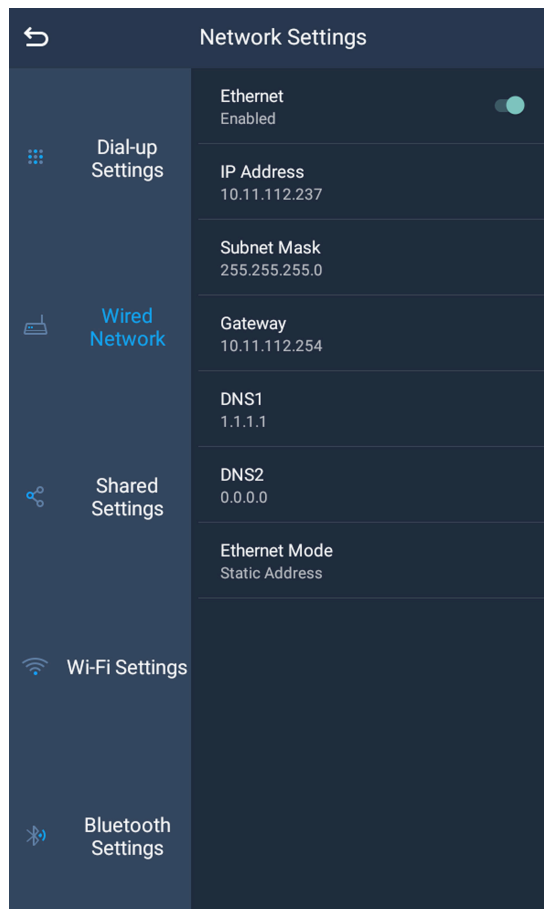 Network Settings
Dial-up
Settings
Wired
Network
Shared
Settings
Wi-Fi Settings
Bluetooth
Settings
Ethernet
Enabled
IP Address
10.11.112.237
Subnet Mask
255.255.255.0
Gateway
10.11.112.254
DNS1
1.1.1.1
DNS2
0.0.0.0
Ethernet Mode
Static Address